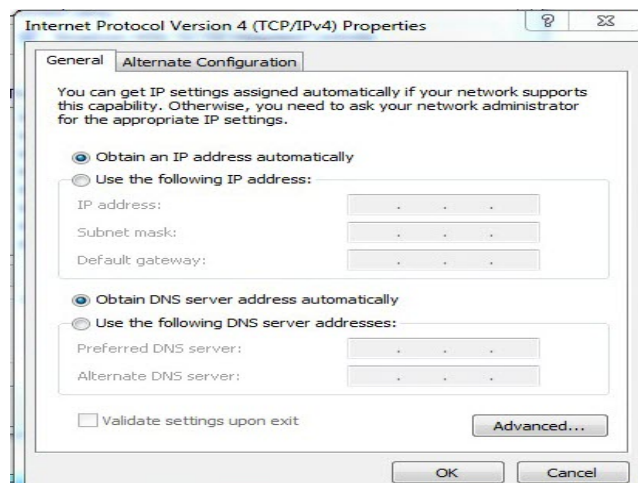 Internet Protocol Version 4 (TCP/IPv4) Properties
General
Alternate Configuration
You can get IP settings assigned automatically if your network supports
this capability. Otherwise, you need to ask your network administrator
for the appropriate IP settings.
Obtain an IP address automatically
Use the following IP address:
IP address:
Subnet mask:
Default gateway:
Obtain DNS server address automatically
Use the following DNS server addresses:
Preferred DNS server:
Alternate DNS server:
Validate settings upon exit
Advanced...
OK
Cancel